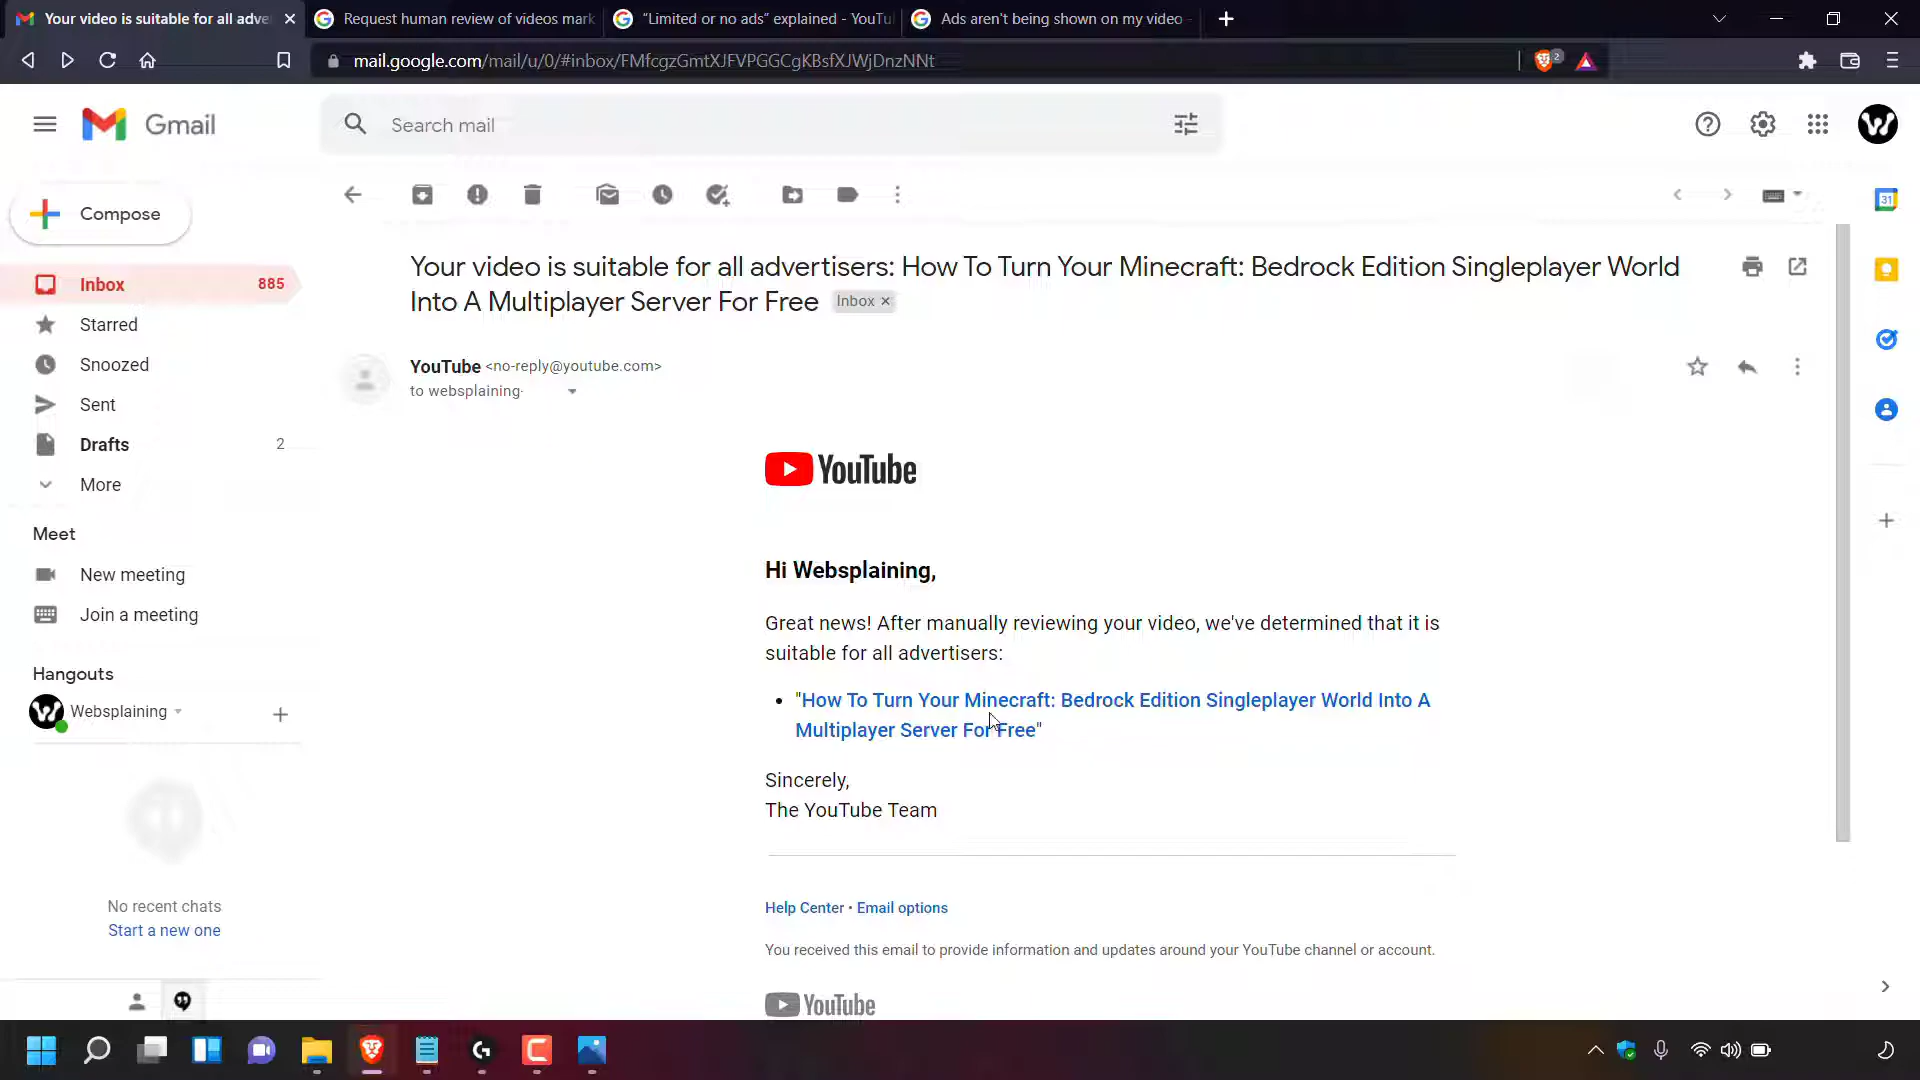 Your video is suitable for all adve
Request human review of videos mark
"Limited or no ads" explained - YouTu
Ads aren't being shown on my video -
mail.google.com/mail/u/0/#inbox/FMfcgzGmtXJFVPGGCgKBsfXJWjDnzNNt
2
Gmail
Search mail
Compose
31
Your video is suitable for all advertisers: How To Turn Your Minecraft: Bedrock Edition Singleplayer World
Into A Multiplayer Server For Free Inbox ×
Inbox 885
Starred
Snoozed
Sent
Drafts 2
More
YouTube <no-reply@youtube.com>
to websplaining
YouTube
Meet
New meeting
Join a meeting
Hangouts
Websplaining
Hi Websplaining,
Great news! After manually reviewing your video, we've determined that it is
suitable for all advertisers:
• "How To Turn Your Minecraft: Bedrock Edition Singleplayer World Into A
Multiplayer Server For Free"
Sincerely,
The YouTube Team
No recent chats
Start a new one
Help Center • Email options
You received this email to provide information and updates around your YouTube channel or account.
YouTube